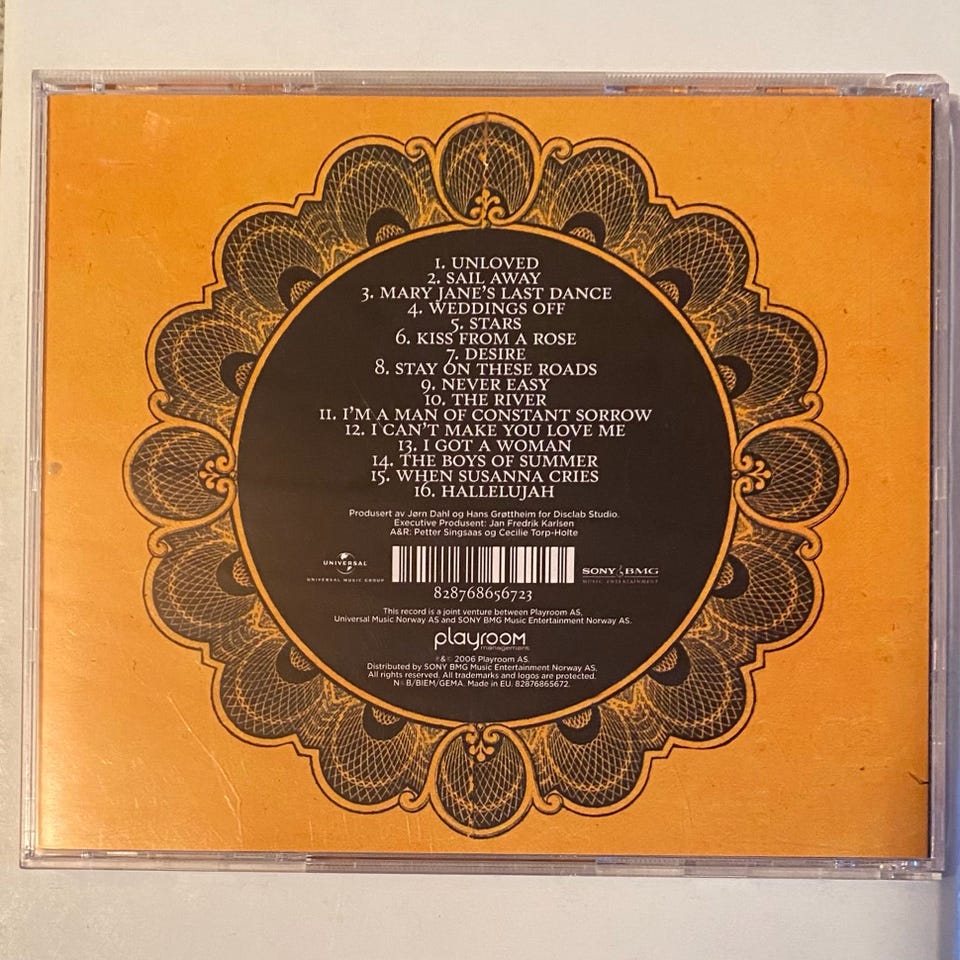 1. UNLOVED
2. SAIL AWAY
3. MARY JANE'S LAST DANCE
4. WEDDINGS OFF
5. STARS
6. KISS FROM A ROSE
7. DESIRE
8. STAY ON THESE ROADS
9. NEVER EASY
10. THE RIVER
11. I'M A MAN OF CONSTANT SORROW
12. I CAN'T MAKE YOU LOVE ME
13. I GOT A WOMAN
14. THE BOYS OF SUMMER
15. WHEN SUSANNA CRIES
16. HALLELUJAH
Produsert av Jørn Dahl og Hans Grøttheim for Disclab Studio.
Executive Produsent: Jan Fredrik Karlsen
A&R: Petter Singsaas og Cecilie Torp-Holte
UNIVERSAL
UNIVERSAL MUSIC GROUP
SONY BMG
MUSIC ENTERTAINMENT
828768656723
This record is a joint venture between Playroom AS,
Universal Music Norway AS and SONY BMG Music Entertainment Norway AS.
playroom
management
℗&© 2006 Playroom AS.
Distributed by SONY BMG Music Entertainment Norway AS.
All rights reserved. All trademarks and logos are protected.
N©B/BIEM/GEMA. Made in EU. 82876865672.